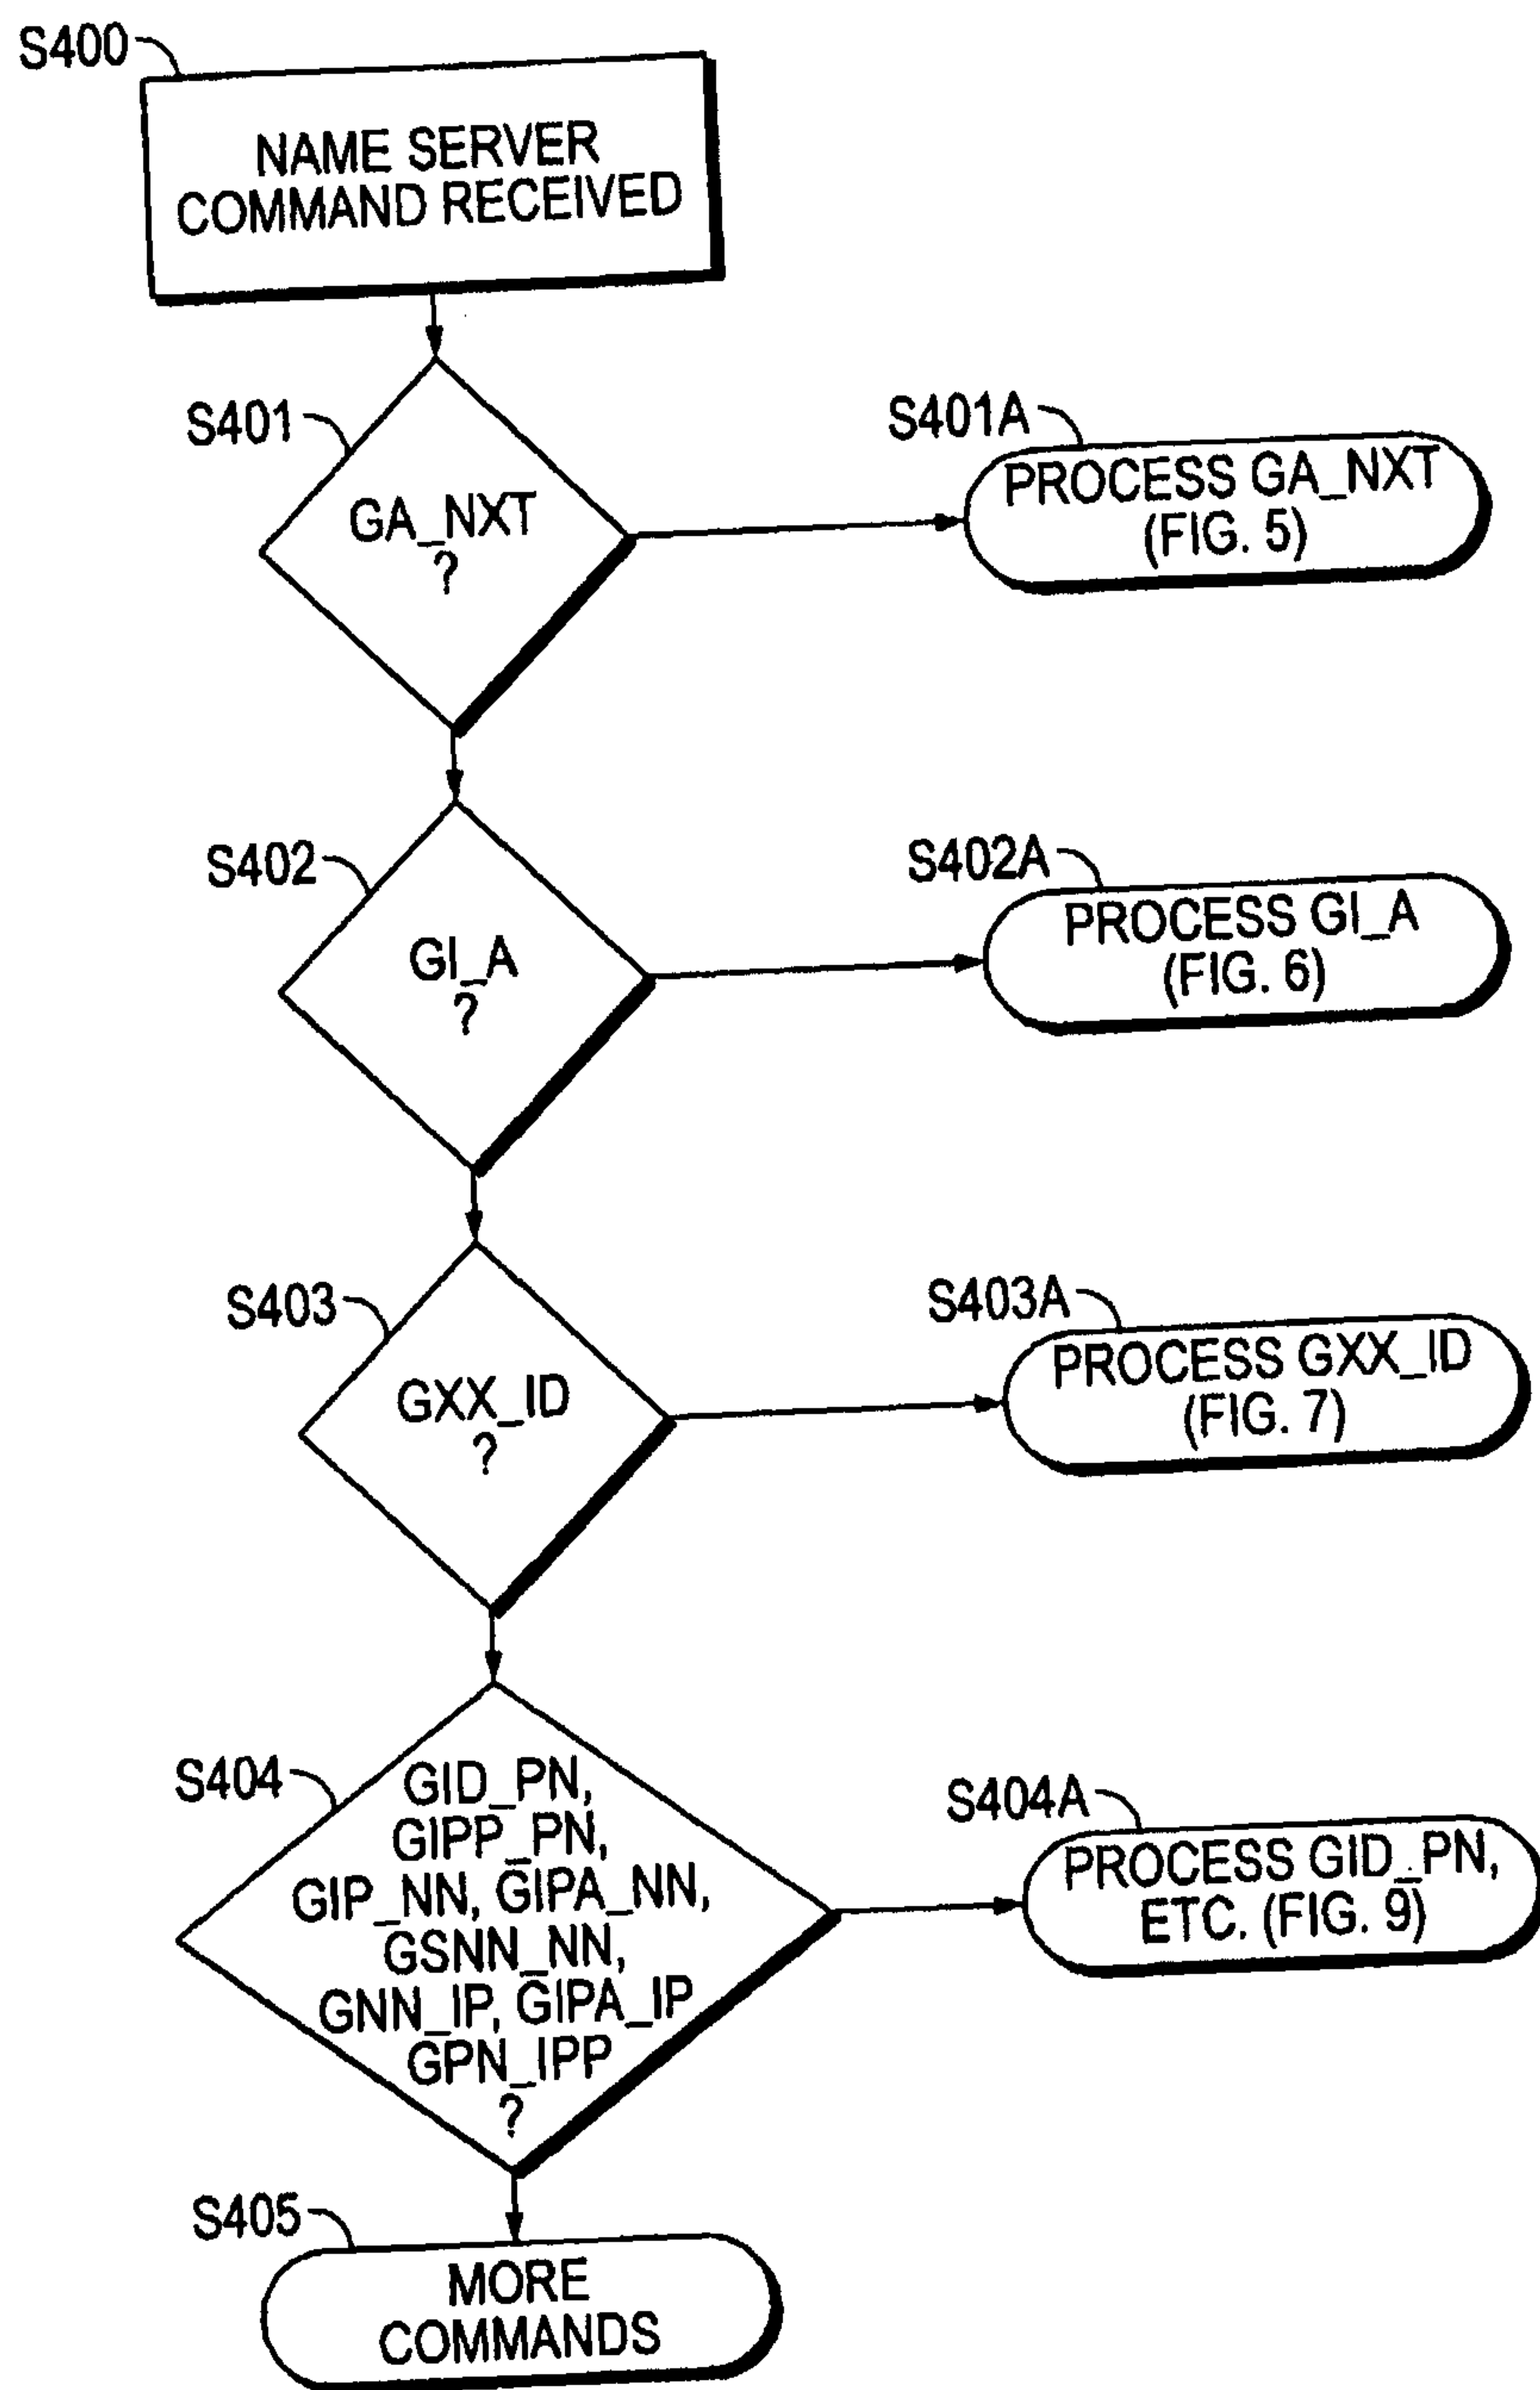 S400
NAME SERVER
COMMAND RECEIVED
S401
GA_NXT
?
S401A
PROCESS GA_NXT
(FIG. 5)
S402
GI_A
?
S402A
PROCESS GI_A
(FIG. 6)
S403
GXX_ID
?
S403A
PROCESS GXX_ID
(FIG. 7)
S404
GID_PN,
GIPP_PN,
GIP_NN, GIPA_NN,
GSNN_NN,
GNN_IP, GIPA_IP
GPN_IPP
?
S404A
PROCESS GID_PN,
ETC. (FIG. 9)
S405
MORE
COMMANDS